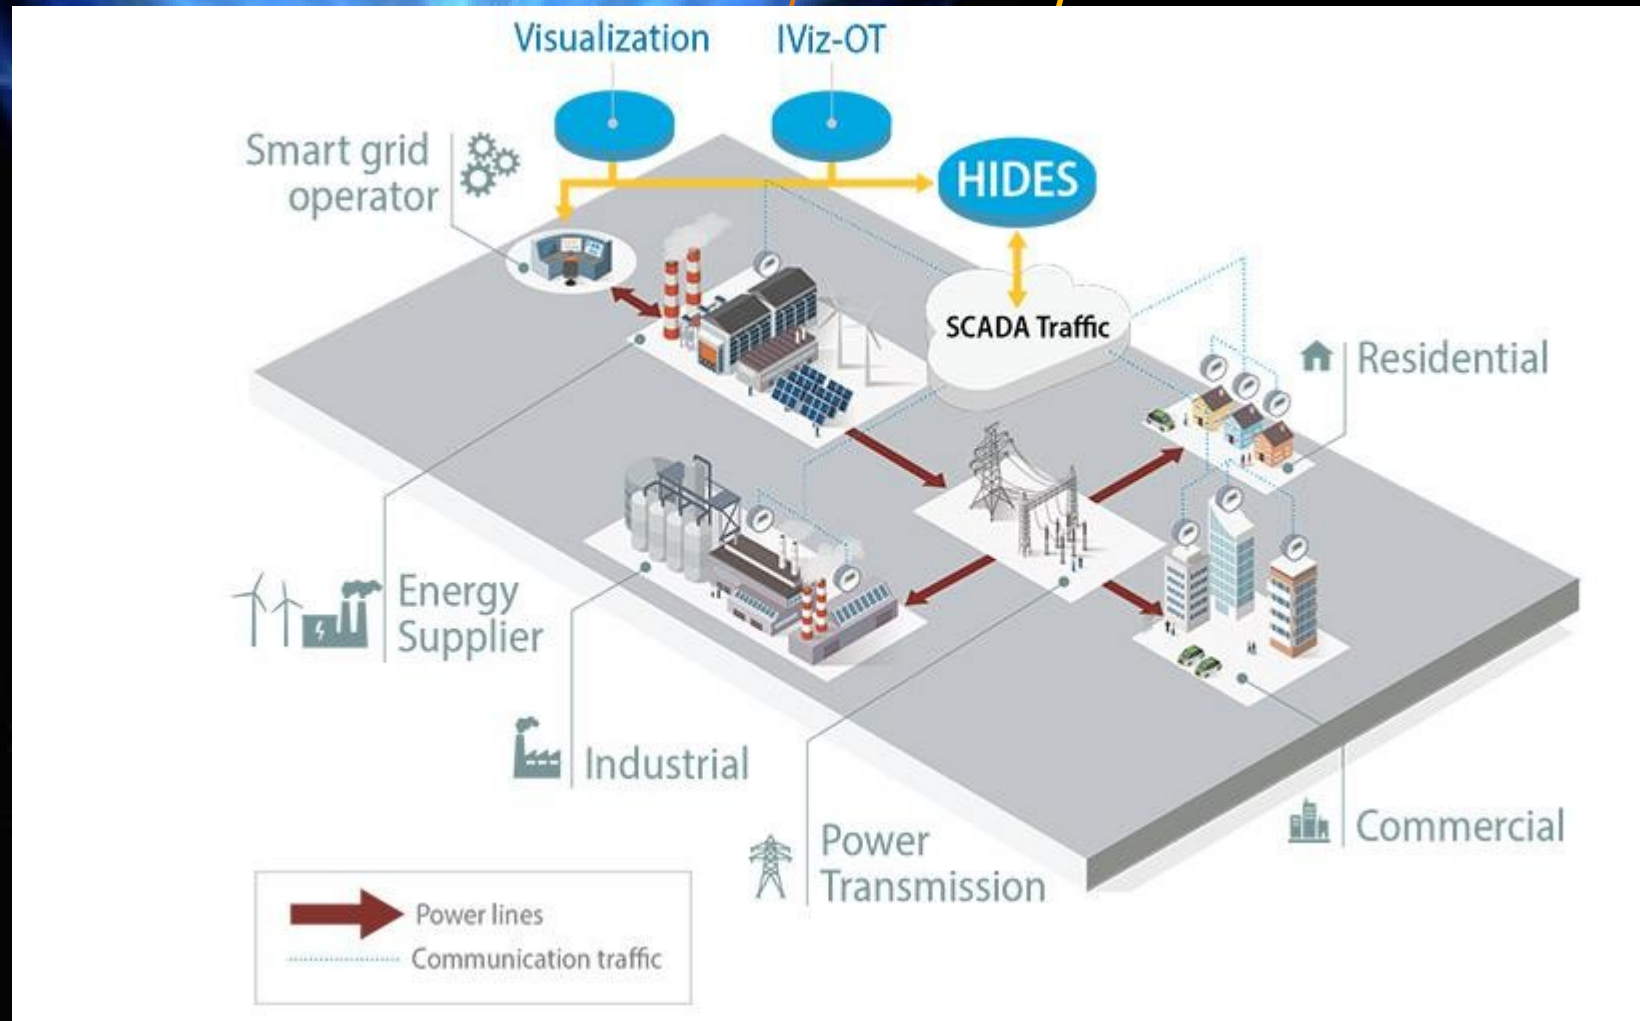 Visualization
IViz-OT
Smart grid
operator
HIDES
SCADA Traffic
Residential
Energy
Supplier
Industrial
Power
Transmission
Commercial
Power lines
Communication traffic